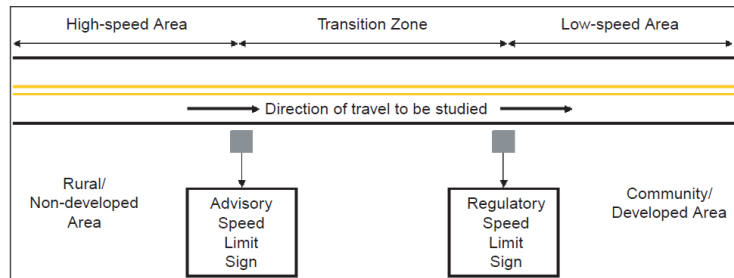 High-speed Area
Transition Zone
Low-speed Area
Direction of travel to be studied
Rural/
Non-developed
Area
Advisory
Speed
Limit
Sign
Regulatory
Speed
Limit
Sign
Community/
Developed Area